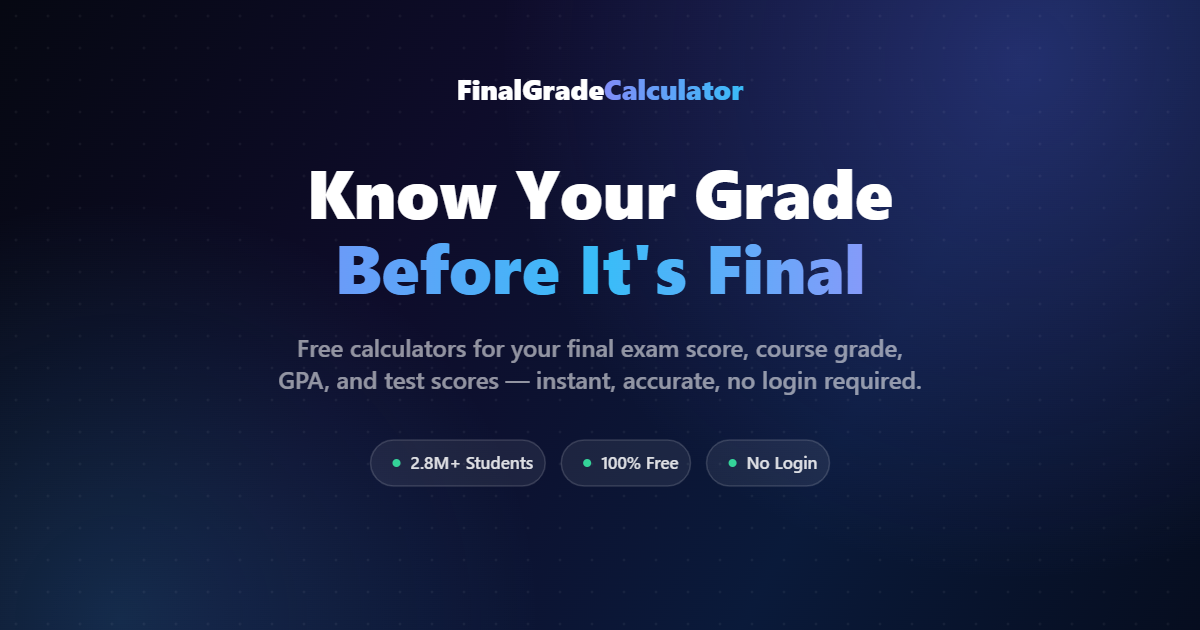 FinalGradeCalculator
Know Your Grade
Before It's Final
Free calculators for your final exam score, course grade,
GPA, and test scores — instant, accurate, no login required.
2.8M+ Students
100% Free
No Login